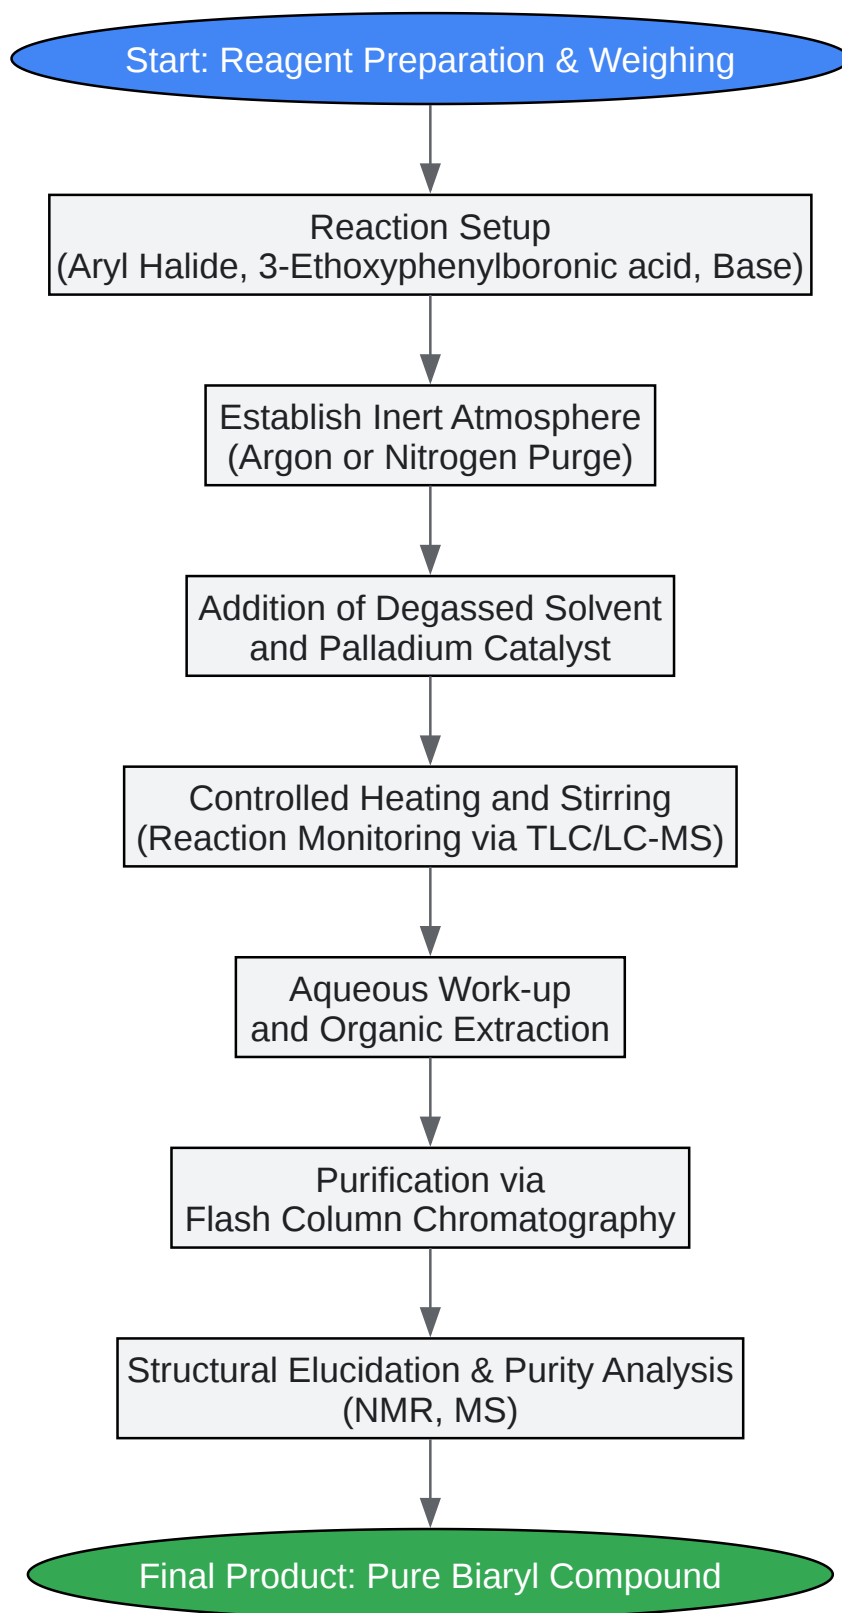 Start: Reagent Preparation & Weighing
Reaction Setup
(Aryl Halide, 3-Ethoxyphenylboronic acid, Base)
Establish Inert Atmosphere
(Argon or Nitrogen Purge)
Addition of Degassed Solvent
and Palladium Catalyst
Controlled Heating and Stirring
(Reaction Monitoring via TLC/LC-MS)
Aqueous Work-up
and Organic Extraction
Purification via
Flash Column Chromatography
Structural Elucidation & Purity Analysis
(NMR, MS)
Final Product: Pure Biaryl Compound